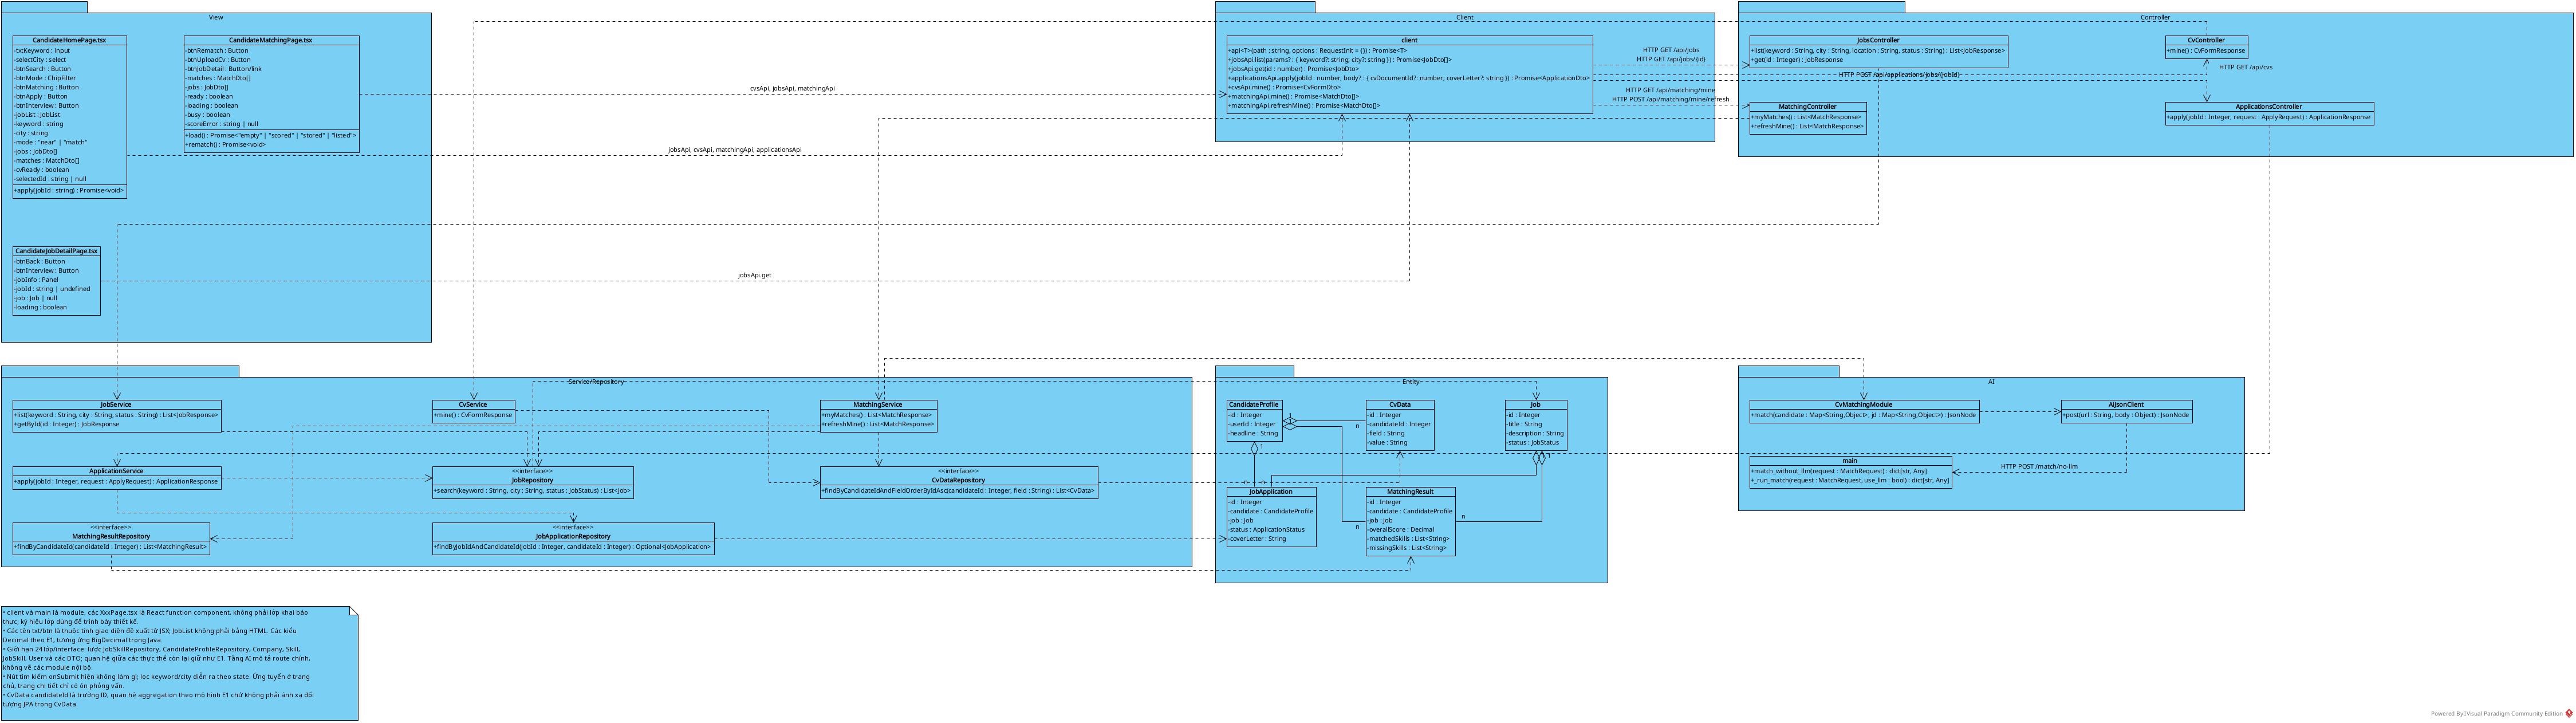 View
CandidateHomePage.tsx
-txtKeyword : input
-selectCity : select
-btnSearch : Button
-btnMode : ChipFilter
-btnMatching : Button
-btnApply : Button
-btnInterview : Button
-jobList : JobList
-keyword : string
-city : string
-mode : "near" | "match"
-jobs : JobDto[]
-matches : MatchDto[]
-cvReady : boolean
-selectedId : string | null
+apply(jobId : string) : Promise<void>
CandidateMatchingPage.tsx
-btnRematch : Button
-btnUploadCv : Button
-btnJobDetail : Button/link
-matches : MatchDto[]
-jobs : JobDto[]
-ready : boolean
-loading : boolean
-busy : boolean
-scoreError : string | null
+load() : Promise<"empty" | "scored" | "stored" | "listed">
+rematch() : Promise<void>
CandidateJobDetailPage.tsx
-btnBack : Button
-btnInterview : Button
-jobInfo : Panel
-jobId : string | undefined
-job : Job | null
-loading : boolean
cvsApi, jobsApi, matchingApi
jobsApi, cvsApi, matchingApi, applicationsApi
jobsApi.get
Client
client
+api<T>(path : string, options : RequestInit = {}) : Promise<T>
+jobsApi.list(params? : { keyword?: string; city?: string }) : Promise<JobDto[]>
+jobsApi.get(id : number) : Promise<JobDto>
+applicationsApi.apply(jobId : number, body? : { cvDocumentId?: number; coverLetter?: string }) : Promise<ApplicationDto>
+cvsApi.mine() : Promise<CvFormDto>
+matchingApi.mine() : Promise<MatchDto[]>
+matchingApi.refreshMine() : Promise<MatchDto[]>
HTTP GET /api/jobs
HTTP GET /api/jobs/{id}
HTTP POST /api/applications/jobs/{jobId}
HTTP GET /api/cvs
HTTP GET /api/matching/mine
HTTP POST /api/matching/mine/refresh
Controller
JobsController
+list(keyword : String, city : String, location : String, status : String) : List<JobResponse>
+get(id : Integer) : JobResponse
CvController
+mine() : CvFormResponse
MatchingController
+myMatches() : List<MatchResponse>
+refreshMine() : List<MatchResponse>
ApplicationsController
+apply(jobId : Integer, request : ApplyRequest) : ApplicationResponse
Service/Repository
JobService
+list(keyword : String, city : String, status : String) : List<JobResponse>
+getById(id : Integer) : JobResponse
CvService
+mine() : CvFormResponse
MatchingService
+myMatches() : List<MatchResponse>
+refreshMine() : List<MatchResponse>
ApplicationService
+apply(jobId : Integer, request : ApplyRequest) : ApplicationResponse
<<interface>>
JobRepository
+search(keyword : String, city : String, status : JobStatus) : List<Job>
<<interface>>
CvDataRepository
+findByCandidateIdAndFieldOrderByIdAsc(candidateId : Integer, field : String) : List<CvData>
<<interface>>
MatchingResultRepository
+findByCandidateId(candidateId : Integer) : List<MatchingResult>
<<interface>>
JobApplicationRepository
+findByJobIdAndCandidateId(jobId : Integer, candidateId : Integer) : Optional<JobApplication>
Entity
CandidateProfile
-id : Integer
-userId : Integer
-headline : String
CvData
-id : Integer
-candidateId : Integer
-field : String
-value : String
Job
-id : Integer
-title : String
-description : String
-status : JobStatus
JobApplication
-id : Integer
-candidate : CandidateProfile
-job : Job
-status : ApplicationStatus
-coverLetter : String
MatchingResult
-id : Integer
-candidate : CandidateProfile
-job : Job
-overallScore : Decimal
-matchedSkills : List<String>
-missingSkills : List<String>
1
n
1
n
n
n
n
1
AI
CvMatchingModule
+match(candidate : Map<String,Object>, jd : Map<String,Object>) : JsonNode
AiJsonClient
+post(url : String, body : Object) : JsonNode
main
+match_without_llm(request : MatchRequest) : dict[str, Any]
+_run_match(request : MatchRequest, use_llm : bool) : dict[str, Any]
HTTP POST /match/no-llm
• client và main là module, các XxxPage.tsx là React function component, không phải lớp khai báo
thực; ký hiệu lớp dùng để trình bày thiết kế.
• Các tên txt/btn là thuộc tính giao diện đề xuất từ JSX; JobList không phải bảng HTML. Các kiểu
Decimal theo E1, tương ứng BigDecimal trong Java.
• Giới hạn 24 lớp/interface: lược JobSkillRepository, CandidateProfileRepository, Company, Skill,
JobSkill, User và các DTO; quan hệ giữa các thực thể còn lại giữ như E1. Tầng AI mô tả route chính,
không vẽ các module nội bộ.
• Nút tìm kiếm onSubmit hiện không làm gì; lọc keyword/city diễn ra theo state. Ứng tuyển ở trang
chủ, trang chi tiết chỉ có ôn phỏng vấn.
• CvData.candidateId là trường ID, quan hệ aggregation theo mô hình E1 chứ không phải ánh xạ đối
tượng JPA trong CvData.
Powered By Visual Paradigm Community Edition